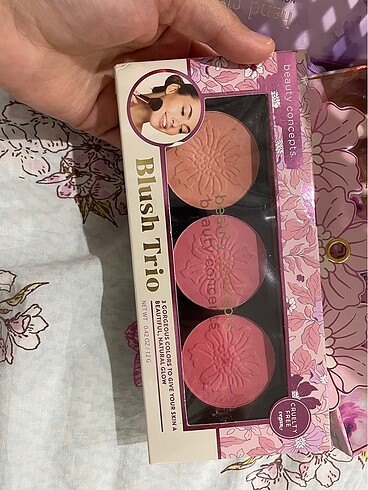 beauty concepts.
Blush Trio
3 GORGEOUS COLORS TO GIVE YOUR SKIN A
BEAUTIFUL, NATURAL GLOW
NET WT. 0.42 OZ / 12 G
beauty concepts
beauty concepts
CRUELTY
FREE